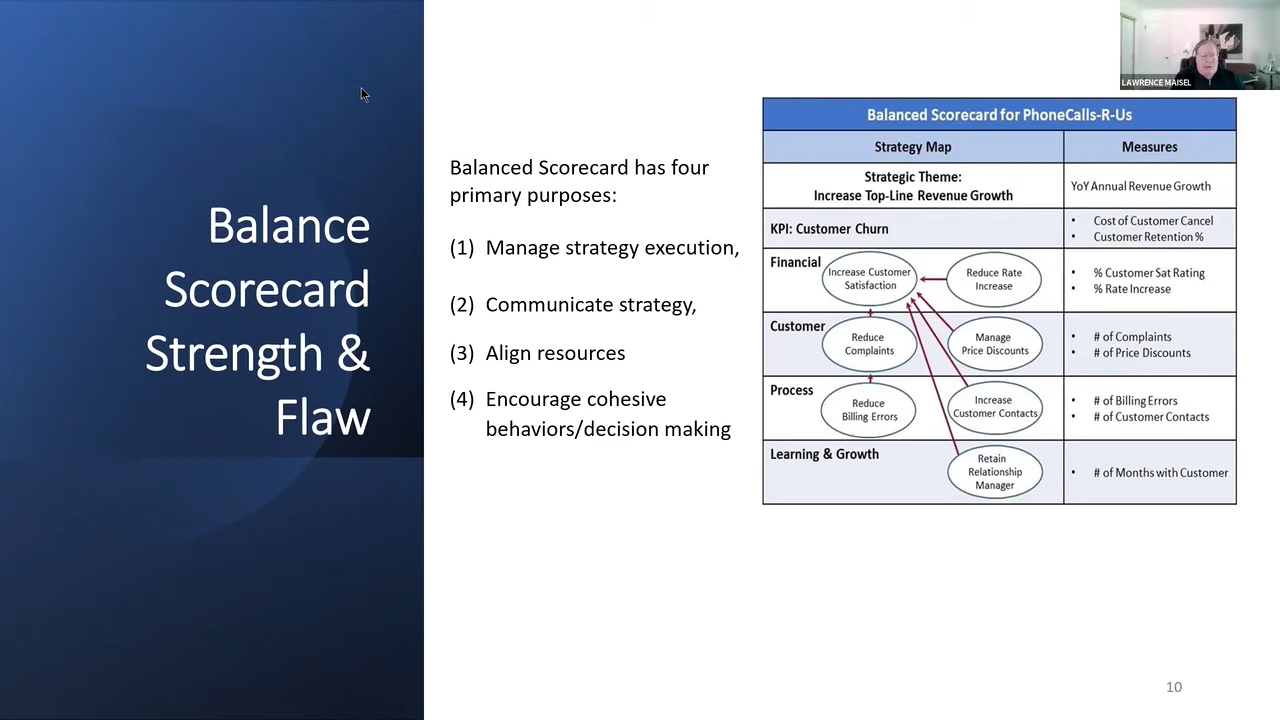 LAWRENCE MAISEL
Balance
Scorecard
Strength &
Flaw
Balanced Scorecard has four
primary purposes:
(1) Manage strategy execution,
(2) Communicate strategy,
(3) Align resources
(4) Encourage cohesive
behaviors/decision making
Balanced Scorecard for PhoneCalls-R-Us
Strategy Map
Measures
Strategic Theme:
Increase Top-Line Revenue Growth
YoY Annual Revenue Growth
KPI: Customer Churn
• Cost of Customer Cancel
• Customer Retention %
Financial
Increase Customer
Satisfaction
Reduce Rate
Increase
• % Customer Sat Rating
• % Rate Increase
Customer
Reduce
Complaints
Manage
Price Discounts
• # of Complaints
• # of Price Discounts
Process
Reduce
Billing Errors
Increase
Customer Contacts
• # of Billing Errors
• # of Customer Contacts
Learning & Growth
Retain
Relationship
Manager
• # of Months with Customer
10